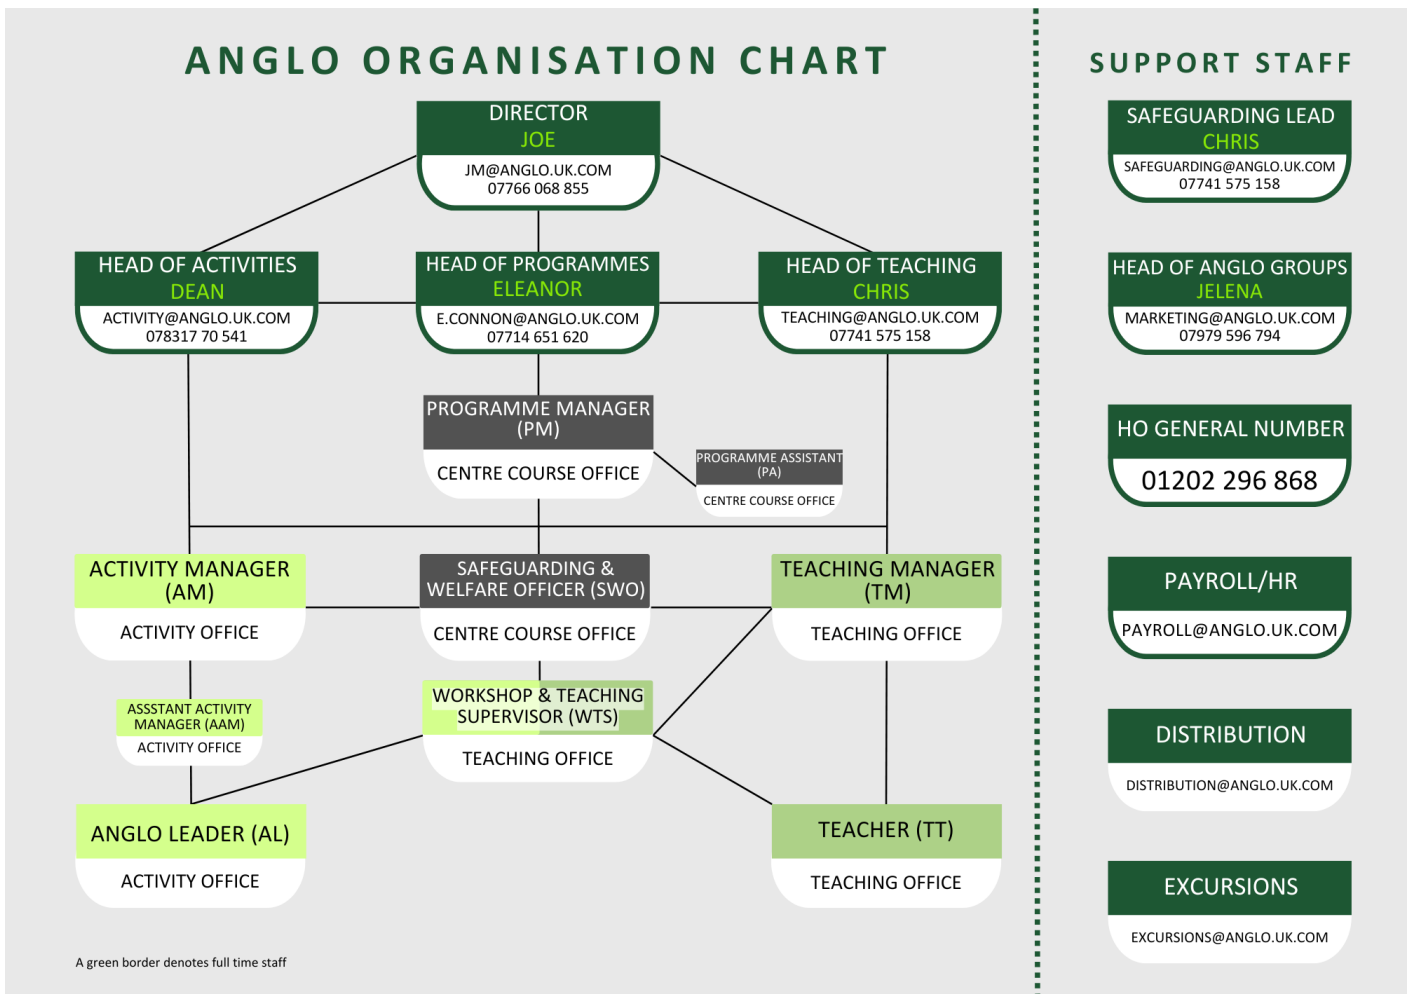 ANGLO ORGANISATION CHART
DIRECTOR
JOE
JM@ANGLO.UK.COM
07766 068 855
HEAD OF ACTIVITIES
DEAN
ACTIVITY@ANGLO.UK.COM
078317 70 541
HEAD OF PROGRAMMES
ELEANOR
E.CONNON@ANGLO.UK.COM
07714 651 620
HEAD OF TEACHING
CHRIS
TEACHING@ANGLO.UK.COM
07741 575 158
PROGRAMME MANAGER
(PM)
CENTRE COURSE OFFICE
PROGRAMME ASSISTANT
(PA)
CENTRE COURSE OFFICE
ACTIVITY MANAGER
(AM)
ACTIVITY OFFICE
SAFEGUARDING &
WELFARE OFFICER (SWO)
CENTRE COURSE OFFICE
TEACHING MANAGER
(TM)
TEACHING OFFICE
ASSSTANT ACTIVITY
MANAGER (AAM)
ACTIVITY OFFICE
WORKSHOP & TEACHING
SUPERVISOR (WTS)
TEACHING OFFICE
ANGLO LEADER (AL)
ACTIVITY OFFICE
TEACHER (TT)
TEACHING OFFICE
A green border denotes full time staff
SUPPORT STAFF
SAFEGUARDING LEAD
CHRIS
SAFEGUARDING@ANGLO.UK.COM
07741 575 158
HEAD OF ANGLO GROUPS
JELENA
MARKETING@ANGLO.UK.COM
07979 596 794
HO GENERAL NUMBER
01202 296 868
PAYROLL/HR
PAYROLL@ANGLO.UK.COM
DISTRIBUTION
DISTRIBUTION@ANGLO.UK.COM
EXCURSIONS
EXCURSIONS@ANGLO.UK.COM